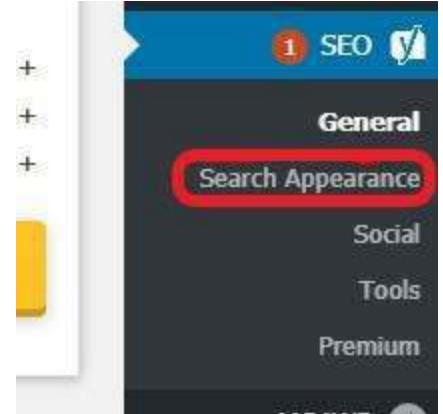 1 SEO
General
Search Appearance
Social
Tools
Premium
+
+
+